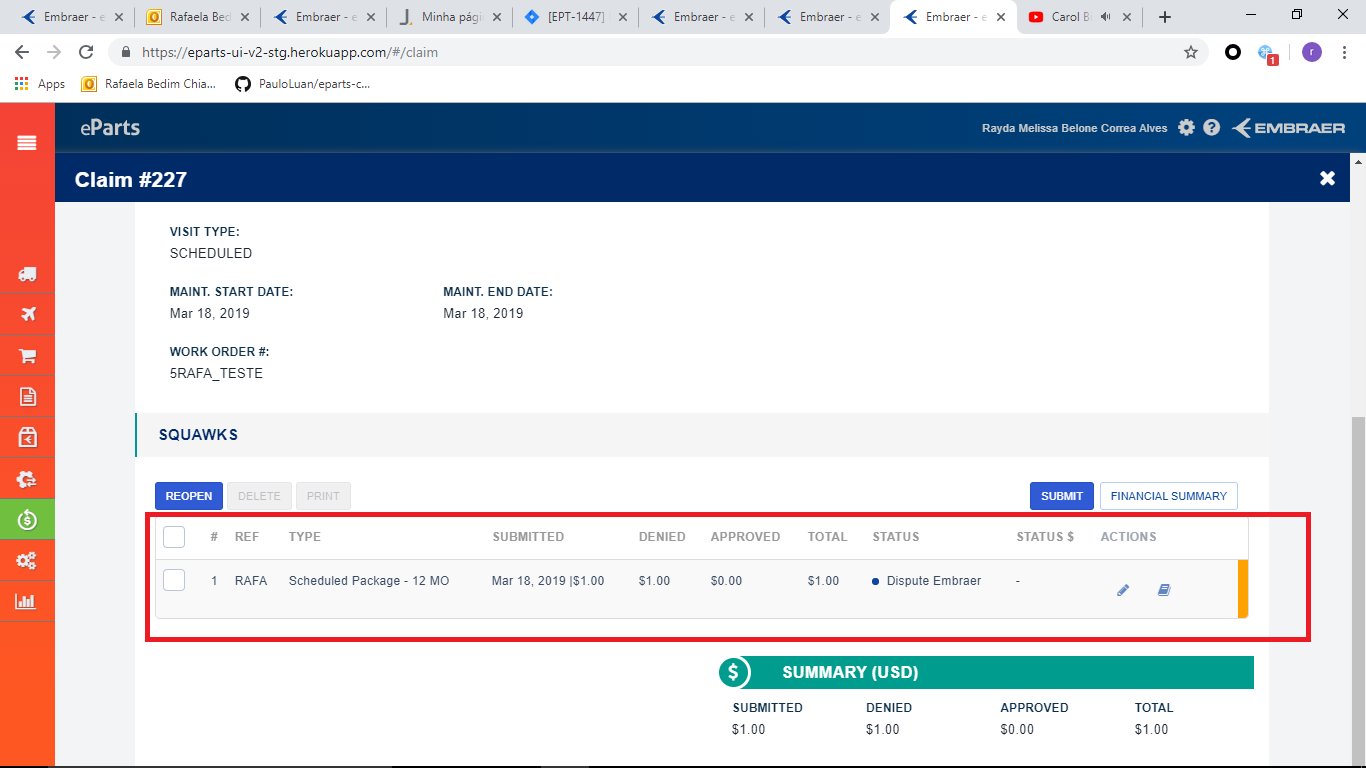 Embraer - e
Rafaela Bed
Embraer - e
Minha pági
[EPT-1447]
Embraer - e
Embraer - e
Embraer - e
Carol B
https://eparts-ui-v2-stg.herokuapp.com/#/claim
1
r
Apps
Rafaela Bedim Chia...
PauloLuan/eparts-c...
eParts
Rayda Melissa Belone Correa Alves
EMBRAER
Claim #227
VISIT TYPE:
SCHEDULED
MAINT. START DATE: MAINT. END DATE:
Mar 18, 2019 Mar 18, 2019
WORK ORDER #:
5RAFA_TESTE
SQUAWKS
REOPEN DELETE PRINT SUBMIT FINANCIAL SUMMARY
# REF TYPE SUBMITTED DENIED APPROVED TOTAL STATUS STATUS $ ACTIONS
1 RAFA Scheduled Package - 12 MO Mar 18, 2019 |$1.00 $1.00 $0.00 $1.00 Dispute Embraer -
$ SUMMARY (USD)
SUBMITTED DENIED APPROVED TOTAL
$1.00 $1.00 $0.00 $1.00